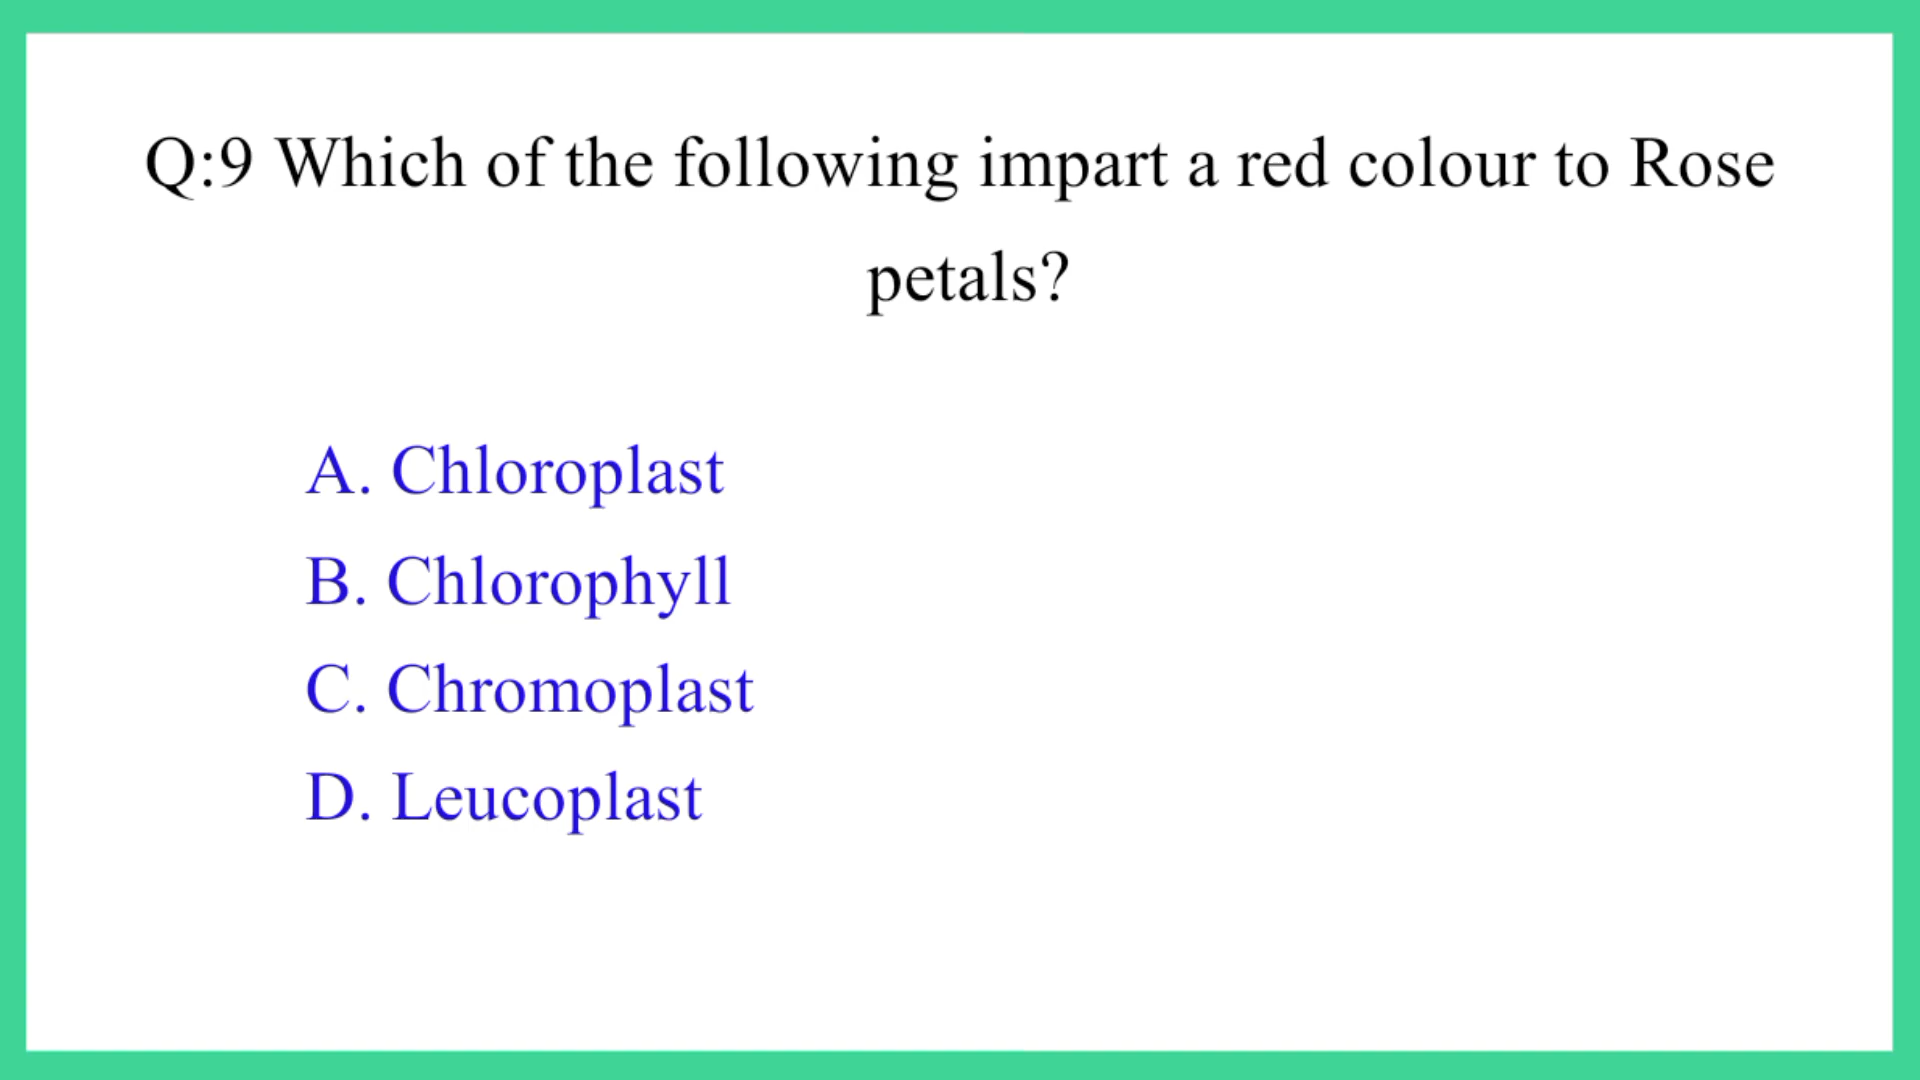 Q:9 Which of the following impart a red colour to Rose
petals?
A. Chloroplast
B. Chlorophyll
C. Chromoplast
D. Leucoplast